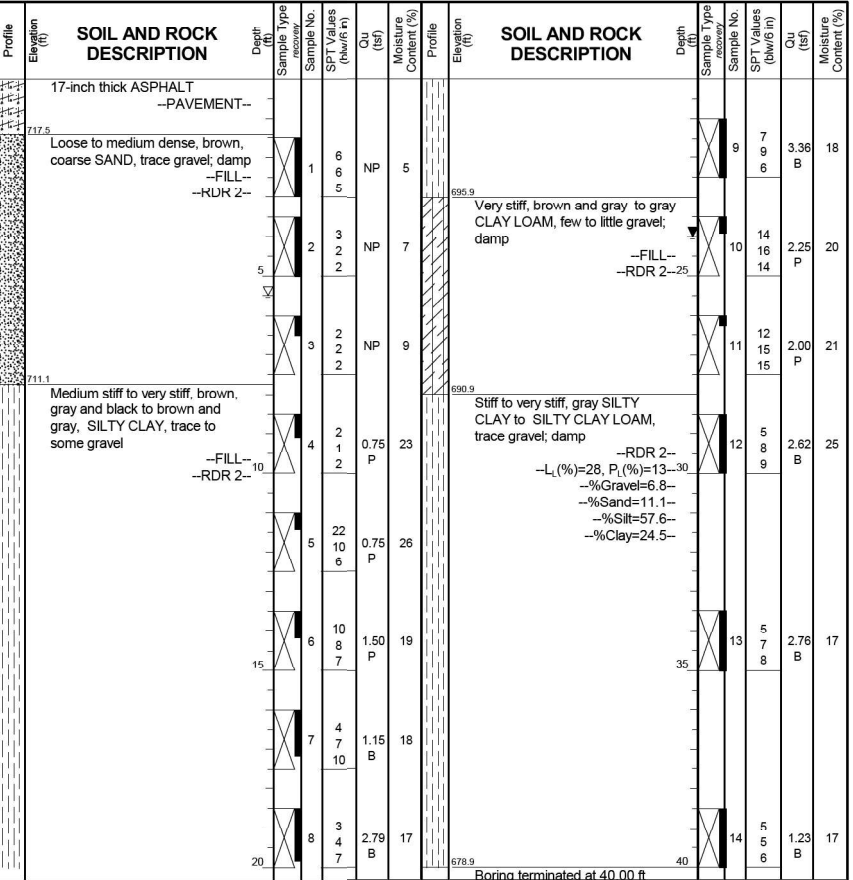 Profile
Elevation (ft)
SOIL AND ROCK
DESCRIPTION
Depth (ft)
Sample Type
recovery
Sample No.
SPT Values (blw/6 in)
Qu (tsf)
Moisture Content (%)
17-inch thick ASPHALT
--PAVEMENT--
717.5
Loose to medium dense, brown,
coarse SAND, trace gravel; damp
--FILL--
--RDR 2--
1
6
6
5
NP
5
2
3
2
2
NP
7
5
3
2
2
2
NP
9
711.1
Medium stiff to very stiff, brown,
gray and black to brown and
gray, SILTY CLAY, trace to
some gravel
--FILL--
--RDR 2--
10
4
2
1
2
0.75
P
23
5
22
10
6
0.75
P
26
6
10
8
7
1.50
P
19
15
7
4
7
10
1.15
B
18
8
3
4
7
2.79
B
17
20
Profile
Elevation (ft)
SOIL AND ROCK
DESCRIPTION
Depth (ft)
Sample Type
recovery
Sample No.
SPT Values (blw/6 in)
Qu (tsf)
Moisture Content (%)
9
7
9
6
3.36
B
18
695.9
Very stiff, brown and gray to gray
CLAY LOAM, few to little gravel;
damp
--FILL--
--RDR 2--
25
10
14
16
14
2.25
P
20
11
12
15
15
2.00
P
21
690.9
Stiff to very stiff, gray SILTY
CLAY to SILTY CLAY LOAM,
trace gravel; damp
--RDR 2--
--LL(%)=28, PL(%)=13--
30
--%Gravel=6.8--
--%Sand=11.1--
--%Silt=57.6--
--%Clay=24.5--
12
5
8
9
2.62
B
25
13
5
7
8
2.76
B
17
35
14
5
5
6
1.23
B
17
678.9
40
Boring terminated at 40.00 ft